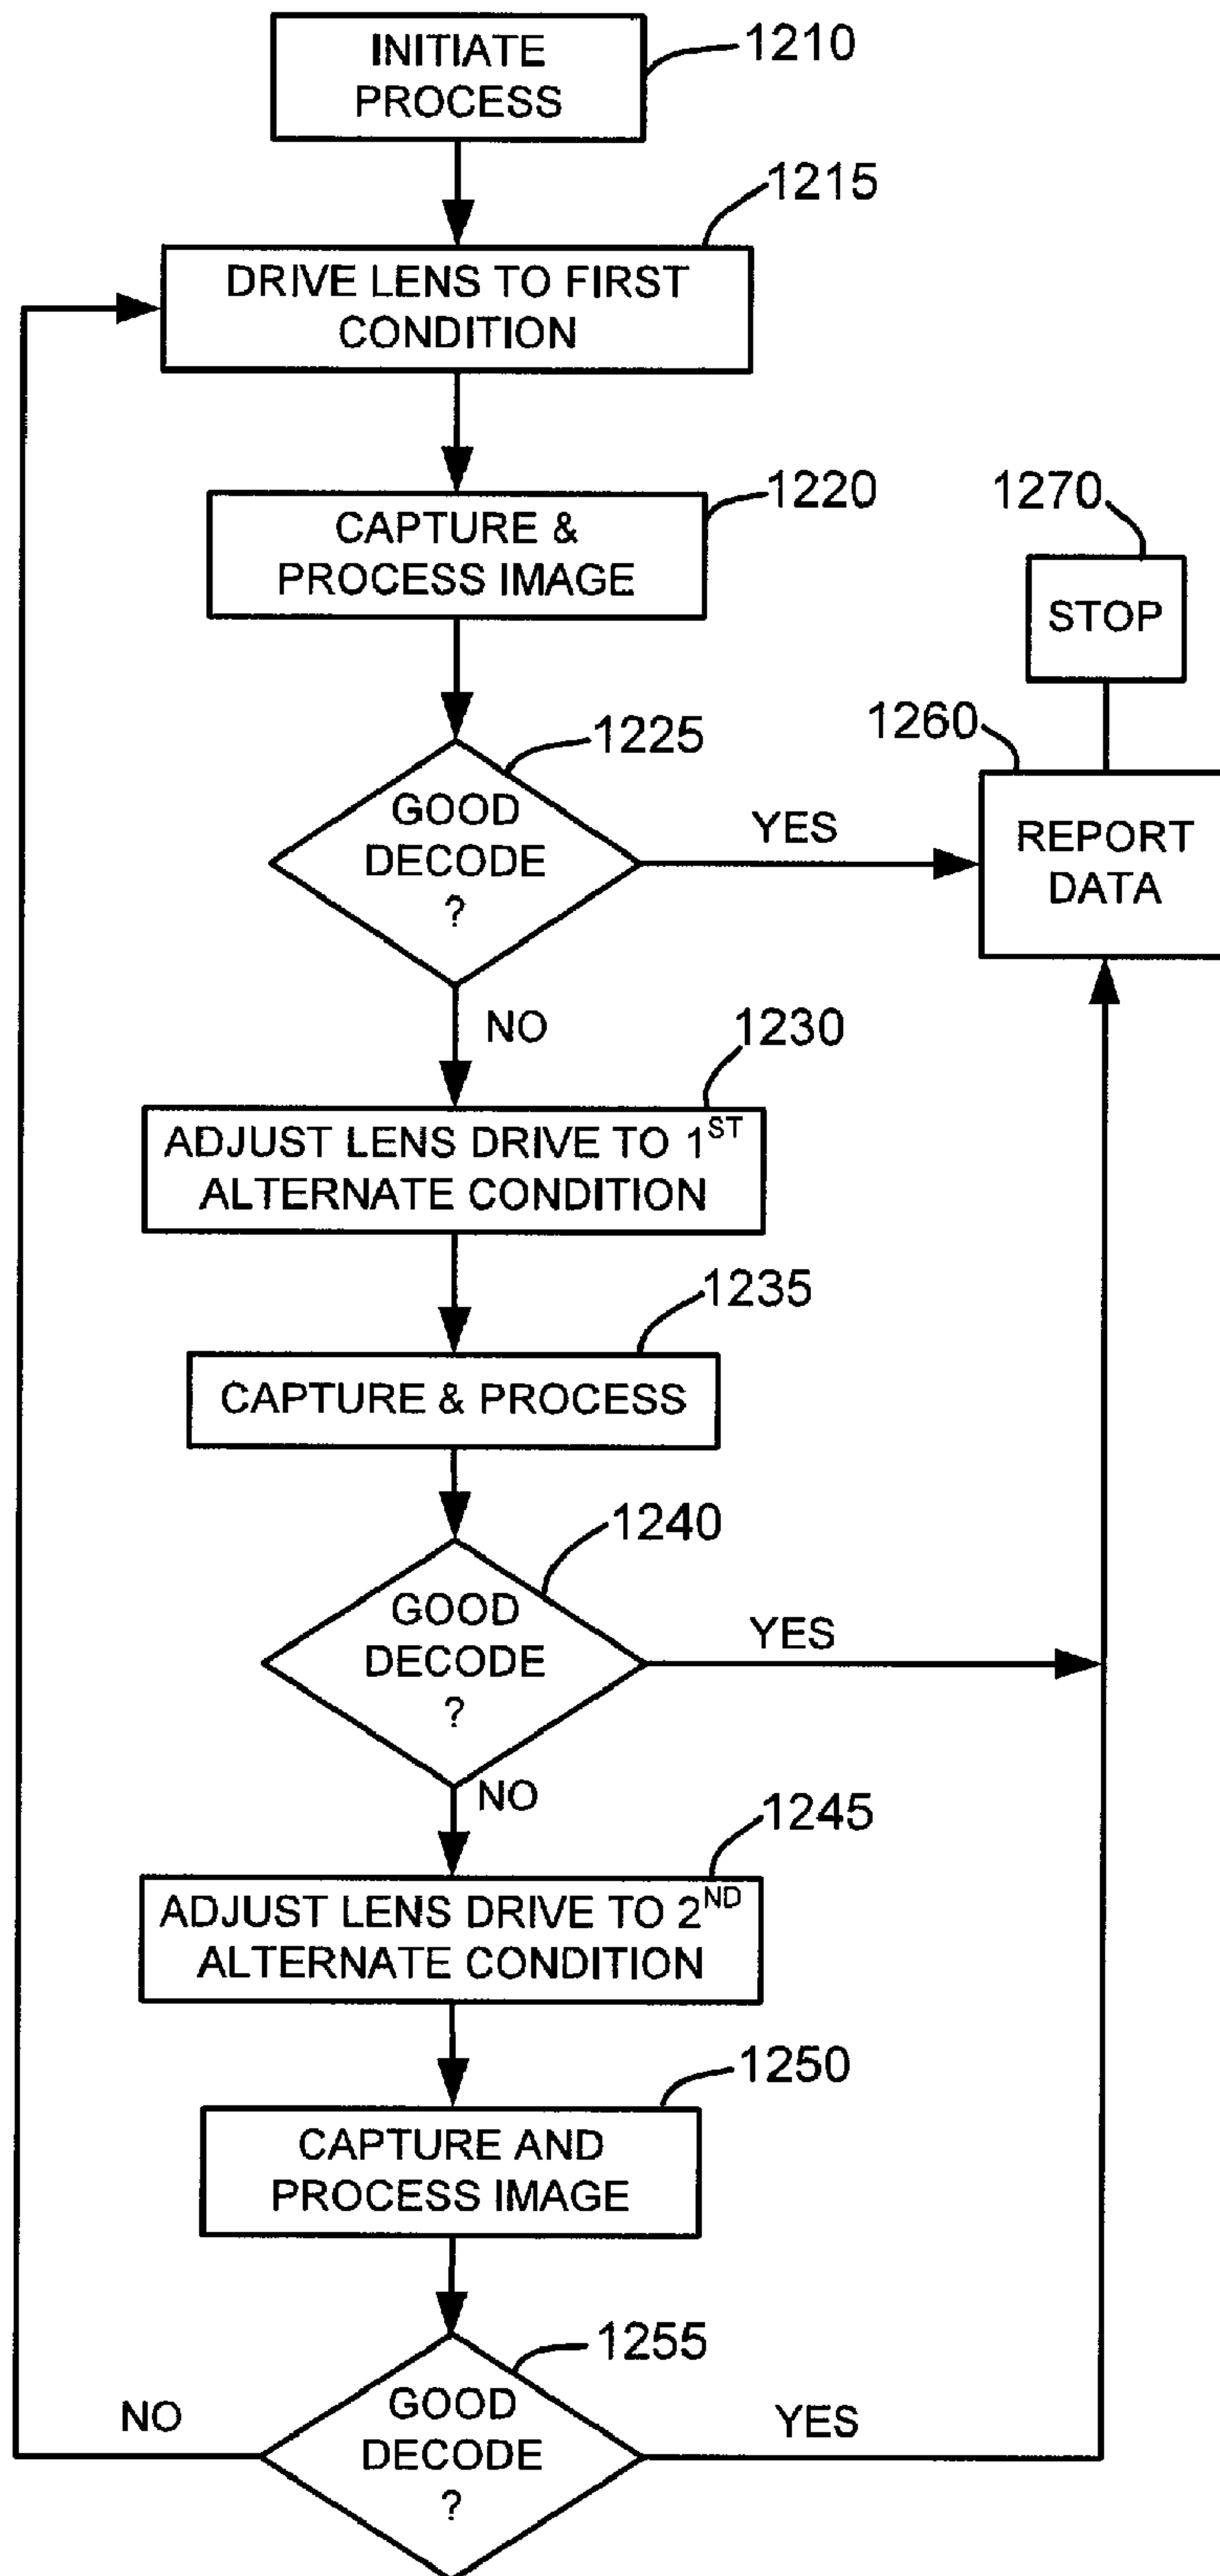 INITIATE
PROCESS
1210
1215
DRIVE LENS TO FIRST
CONDITION
1220
CAPTURE &
PROCESS IMAGE
1270
STOP
1225
GOOD
DECODE
?
YES
1260
REPORT
DATA
NO
1230
ADJUST LENS DRIVE TO 1ST
ALTERNATE CONDITION
1235
CAPTURE & PROCESS
1240
GOOD
DECODE
?
YES
NO
1245
ADJUST LENS DRIVE TO 2ND
ALTERNATE CONDITION
1250
CAPTURE AND
PROCESS IMAGE
1255
GOOD
DECODE
?
NO
YES